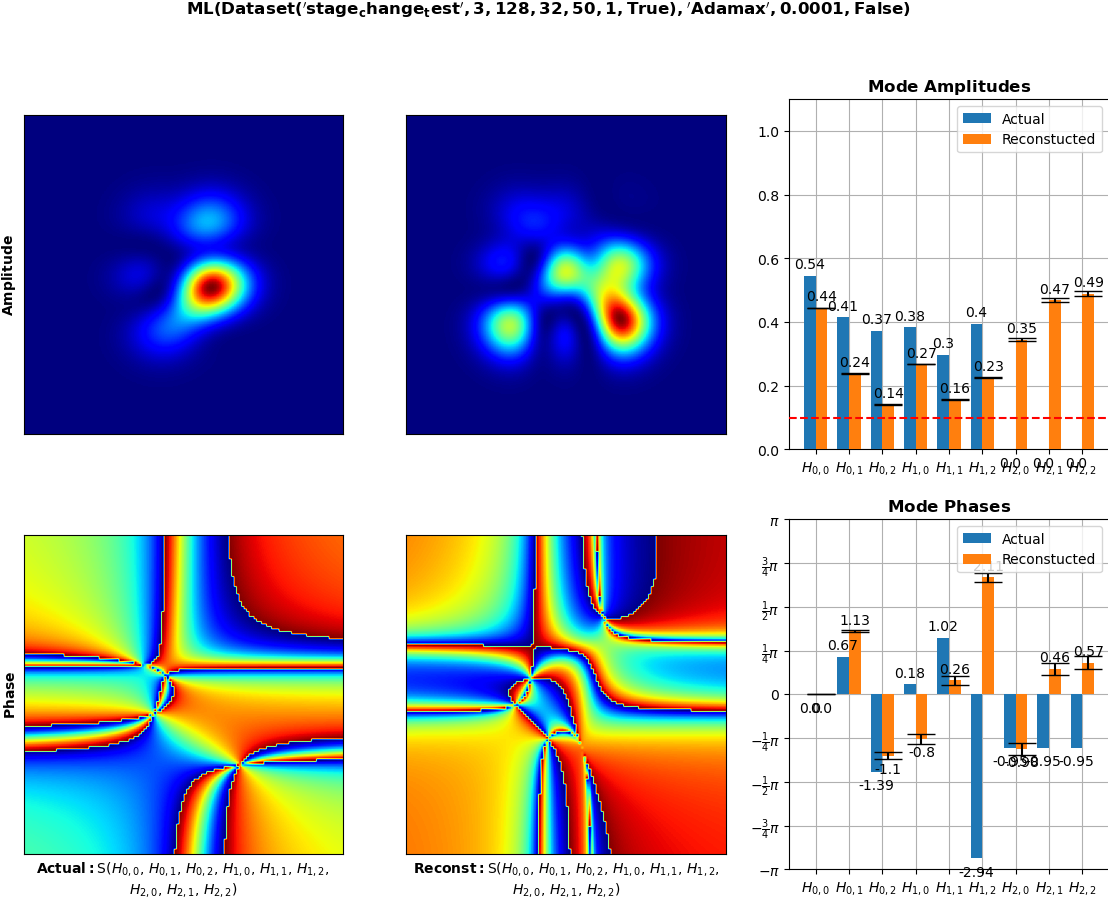 ML(Dataset('stage_change_test', 3, 128, 32, 50, 1, True), 'Adamax', 0.0001, False)
Amplitude
Mode Amplitudes
Actual
Reconstucted
1.0
0.8
0.6
0.4
0.2
0.0
0.54
0.44
0.41
0.24
0.37
0.14
0.38
0.27
0.3
0.16
0.4
0.23
0.35
0.47
0.49
0.0 0.0 0.0
H0,0 H0,1 H0,2 H1,0 H1,1 H1,2 H2,0 H2,1 H2,2
Phase
Actual: S(H0,0, H0,1, H0,2, H1,0, H1,1, H1,2,
H2,0, H2,1, H2,2)
Reconst: S(H0,0, H0,1, H0,2, H1,0, H1,1, H1,2,
H2,0, H2,1, H2,2)
Mode Phases
Actual
Reconstucted
π
3/4π
1/2π
1/4π
0
−1/4π
−1/2π
−3/4π
−π
0.0
0.0
0.67
1.13
-1.39
-1.1
0.18
-0.8
1.02
0.26
-2.94
0.46
-0.95
0.57
-0.95
H0,0 H0,1 H0,2 H1,0 H1,1 H1,2 H2,0 H2,1 H2,2